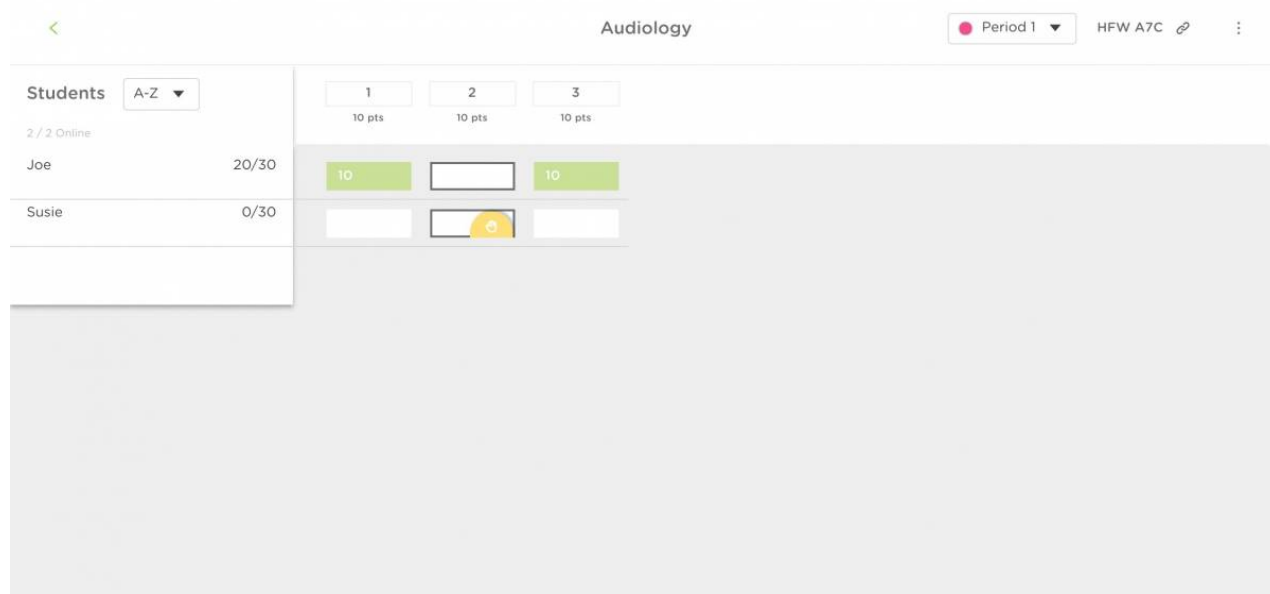 Audiology
Period 1
HFW A7C
Students
A-Z
1
2
3
10 pts
10 pts
10 pts
2 / 2 Online
Joe
20/30
10
10
Susie
0/30